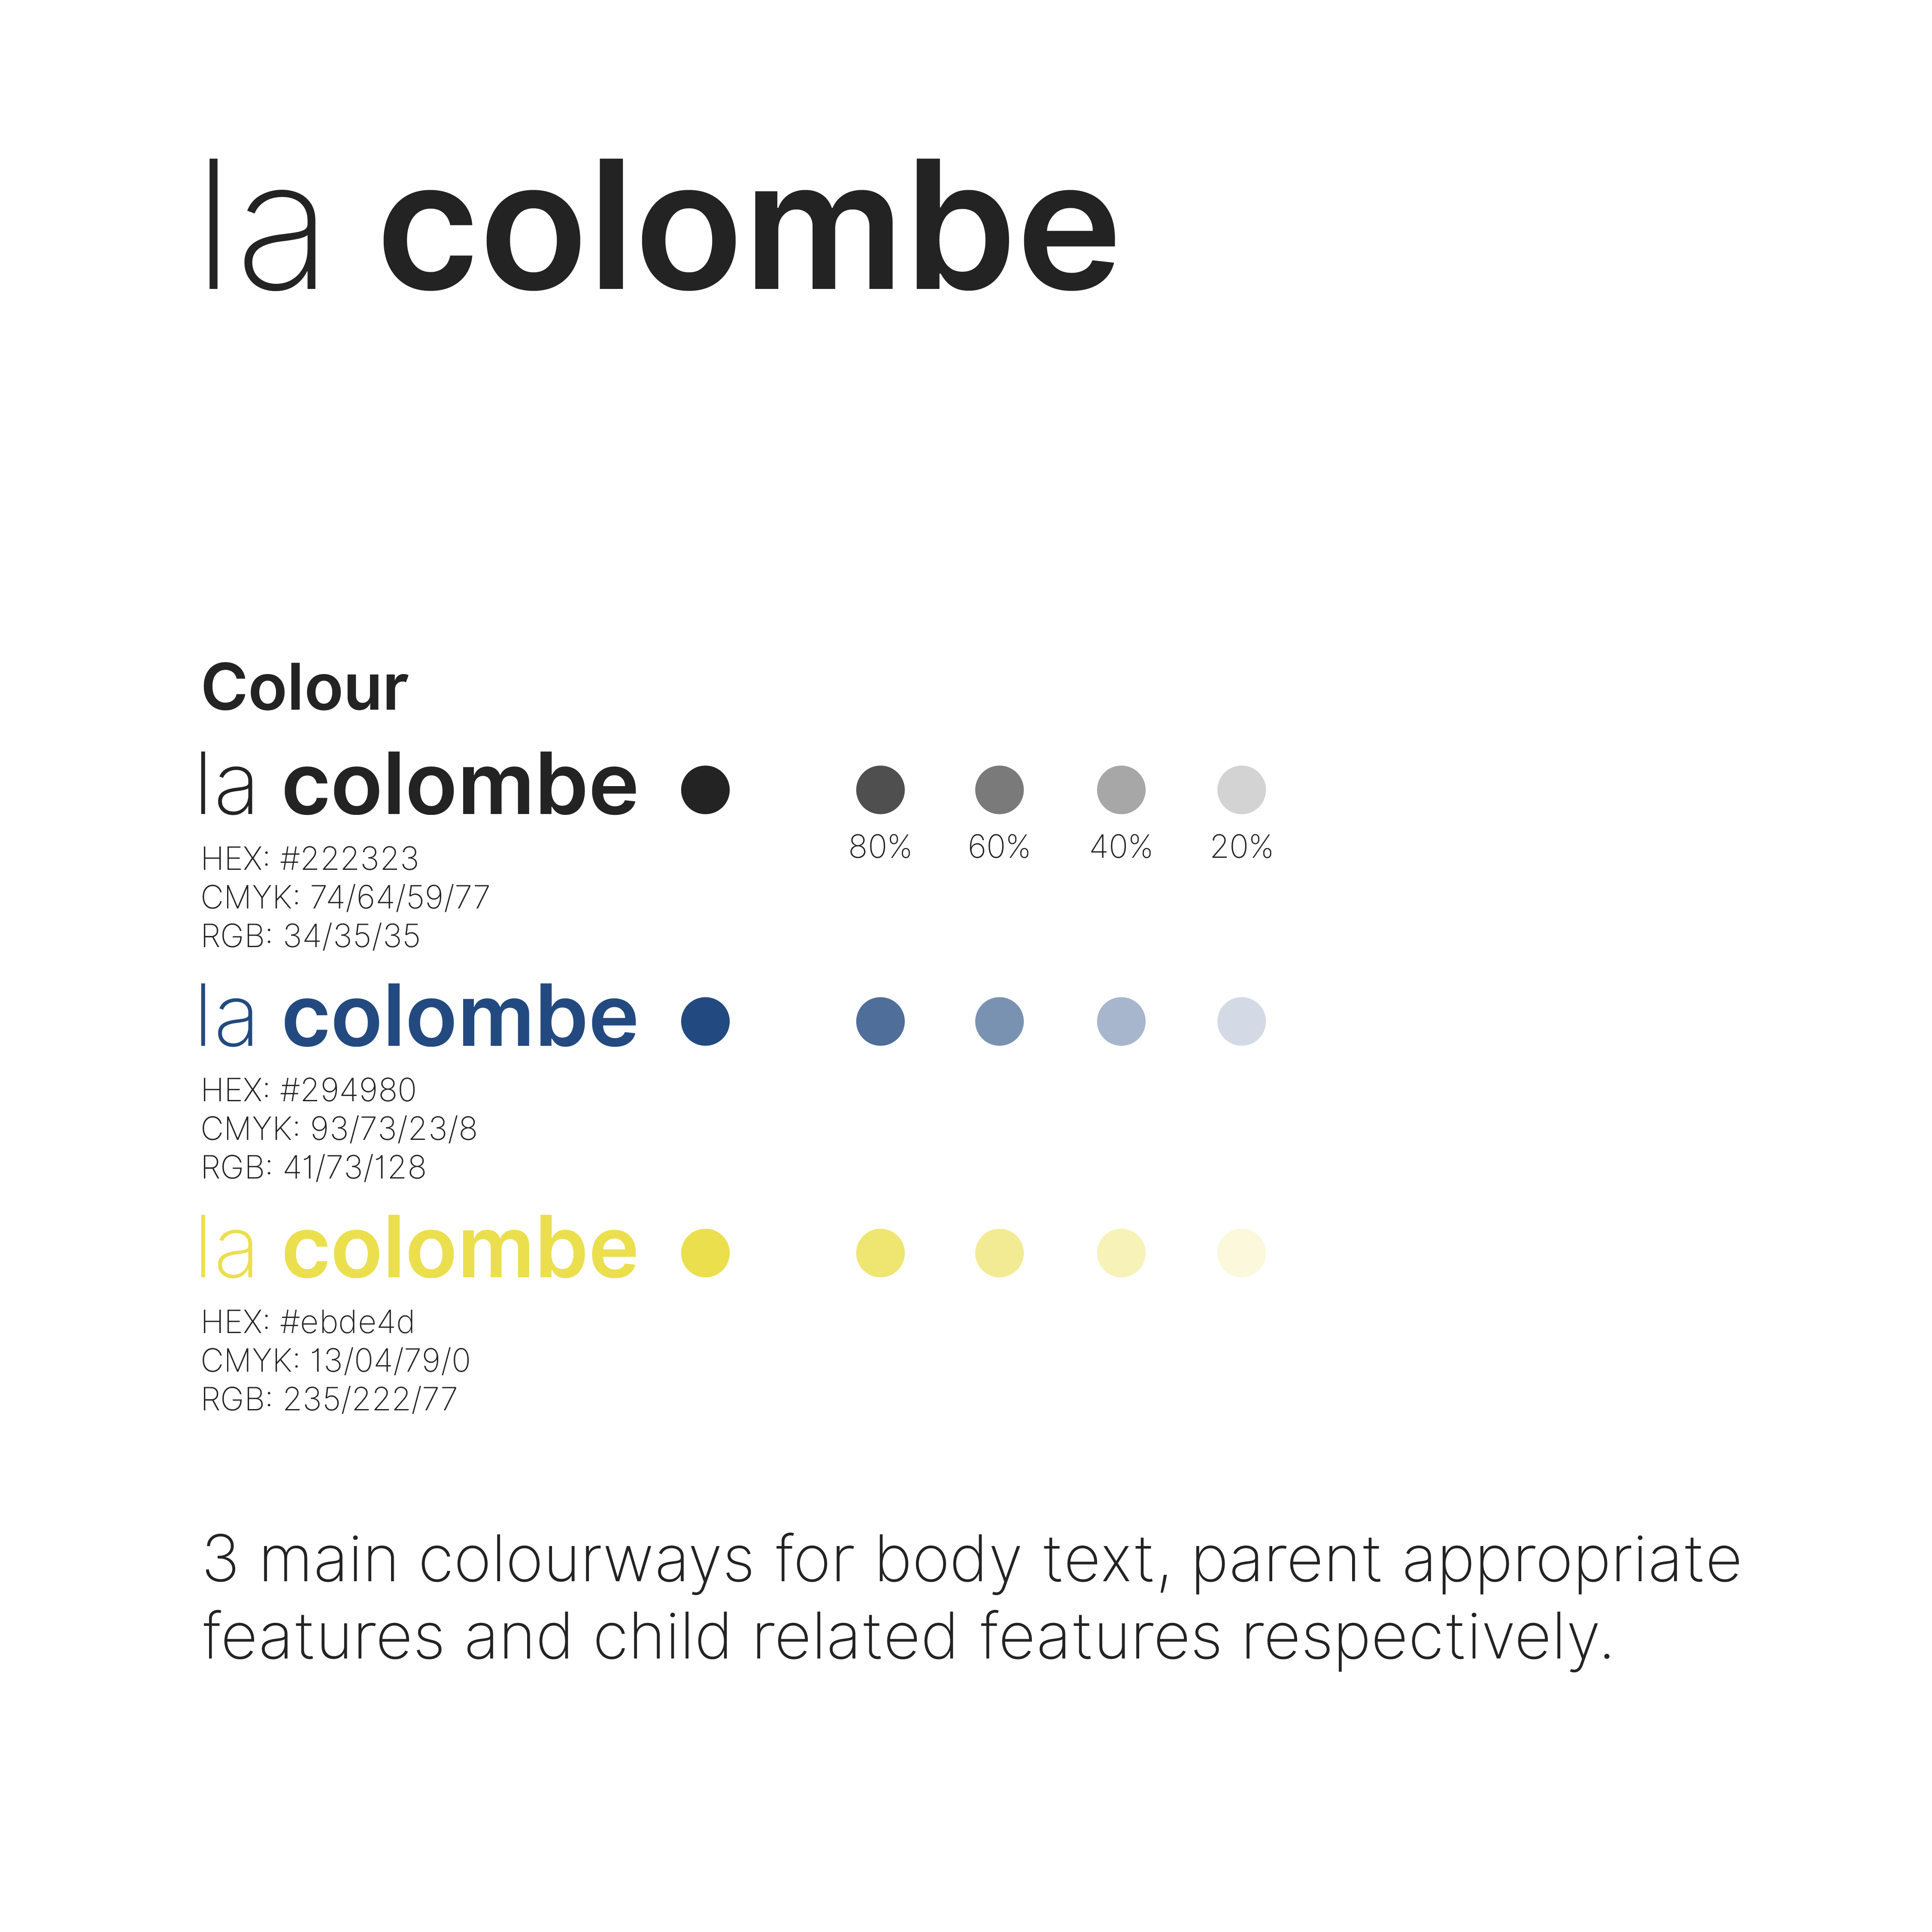 la colombe
Colour
la colombe
80% 60% 40% 20%
HEX: #222323
CMYK: 74/64/59/77
RGB: 34/35/35
la colombe
HEX: #294980
CMYK: 93/73/23/8
RGB: 41/73/128
la colombe
HEX: #ebde4d
CMYK: 13/04/79/0
RGB: 235/222/77
3 main colourways for body text, parent appropriate
features and child related features respectively.